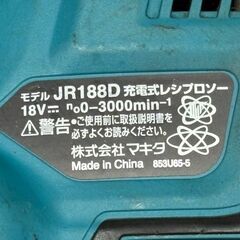 モデル JR188D 充電式レシプロソー
18V⎓ n₀0-3000min⁻¹
⚠警告 ・ご使用前に取扱説明書を
必ずよくお読みください。
株式会社マキタ
Made in China 853U65-5